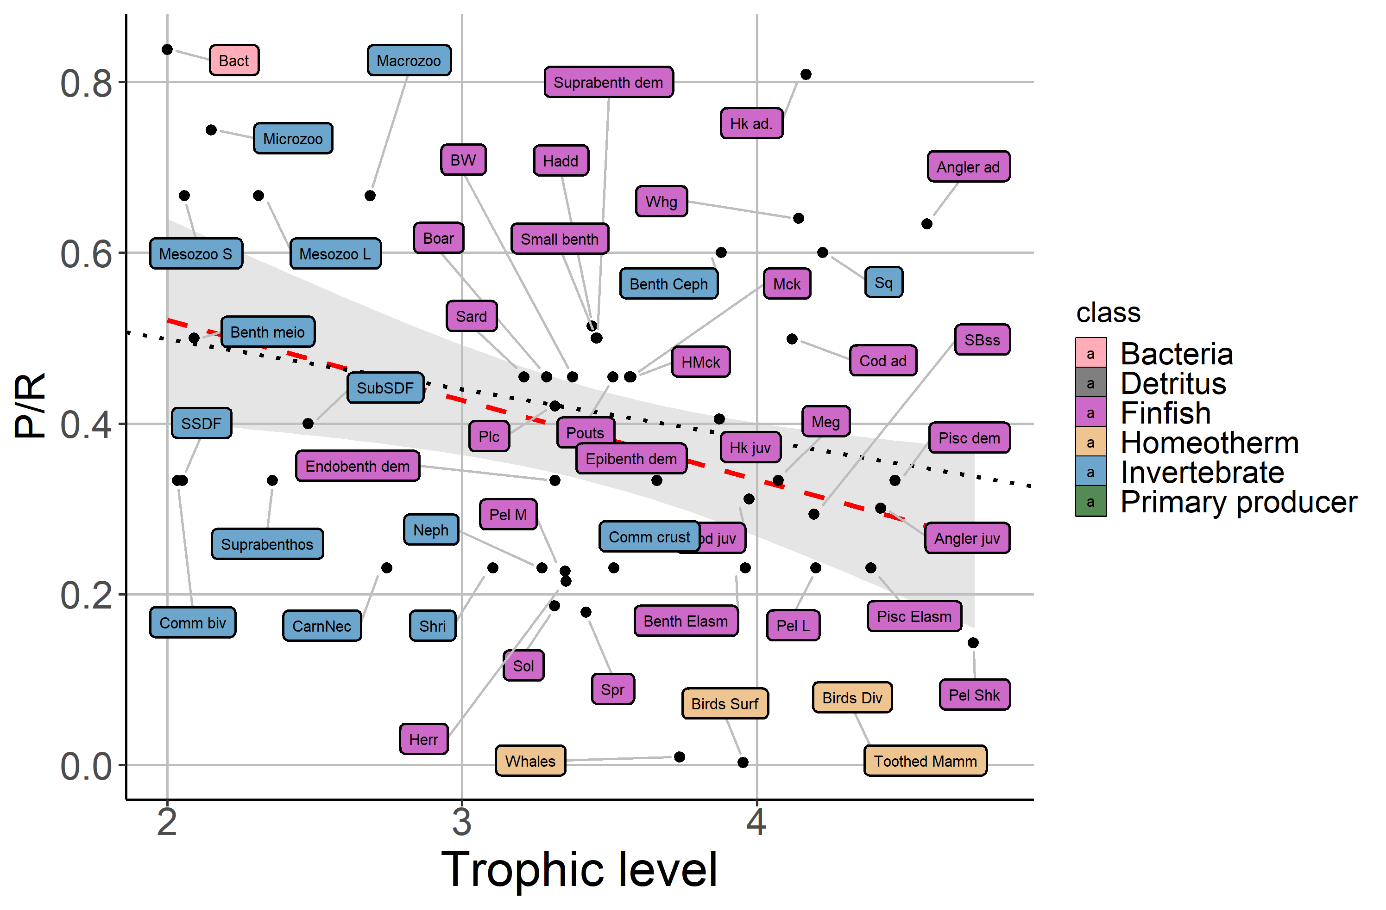 0.8
0.6
0.4
0.2
0.0
P/R
2
3
4
Trophic level
Bact
Macrozoo
Suprabenth dem
Microzoo
Hk ad.
BW
Hadd
Angler ad
Whg
Boar
Small benth
Mesozoo S
Mesozoo L
Benth Ceph
Mck
Sq
Sard
Benth meio
SBss
HMck
Cod ad
SubSDF
SSDF
Plc
Pouts
Meg
Hk juv
Pisc dem
Endobenth dem
Epibenth dem
Pel M
Neph
Suprabenthos
Comm crust
od juv
Angler juv
Comm biv
CarnNec
Shri
Benth Elasm
Pel L
Pisc Elasm
Sol
Spr
Birds Surf
Birds Div
Pel Shk
Herr
Whales
Toothed Mamm
class
a Bacteria
a Detritus
a Finfish
a Homeotherm
a Invertebrate
a Primary producer